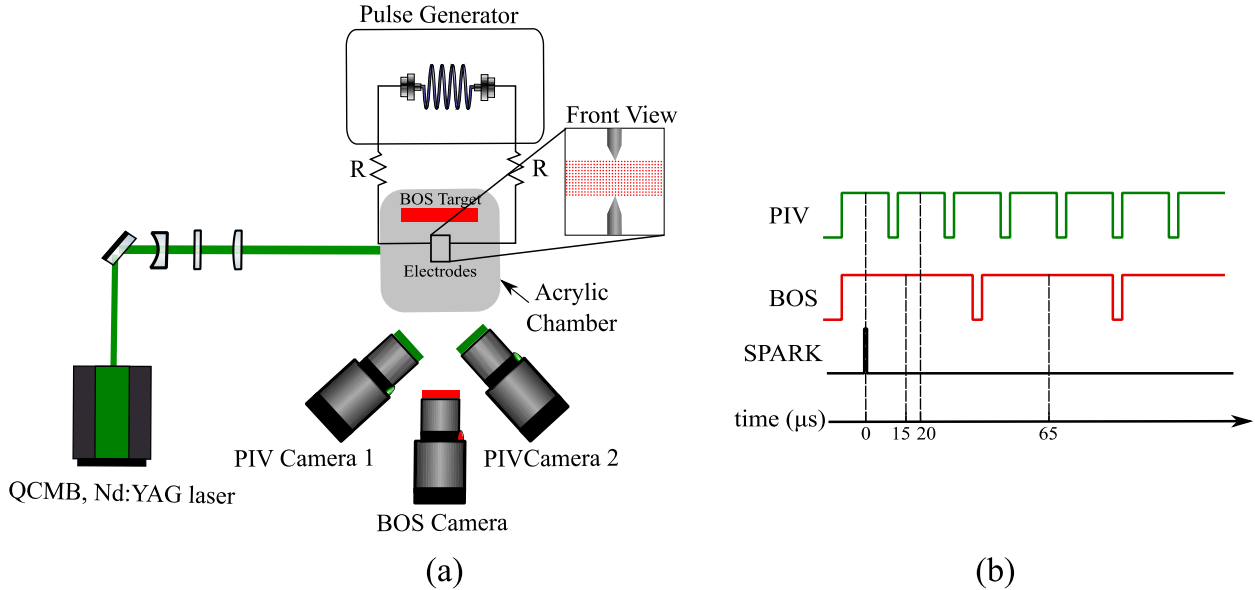 Pulse Generator
Front View
R
R
BOS Target
Electrodes
Acrylic
Chamber
PIV Camera 1
PIVCamera 2
QCMB, Nd:YAG laser
BOS Camera
(a)
PIV
BOS
SPARK
time (μs)
0
15
20
65
(b)